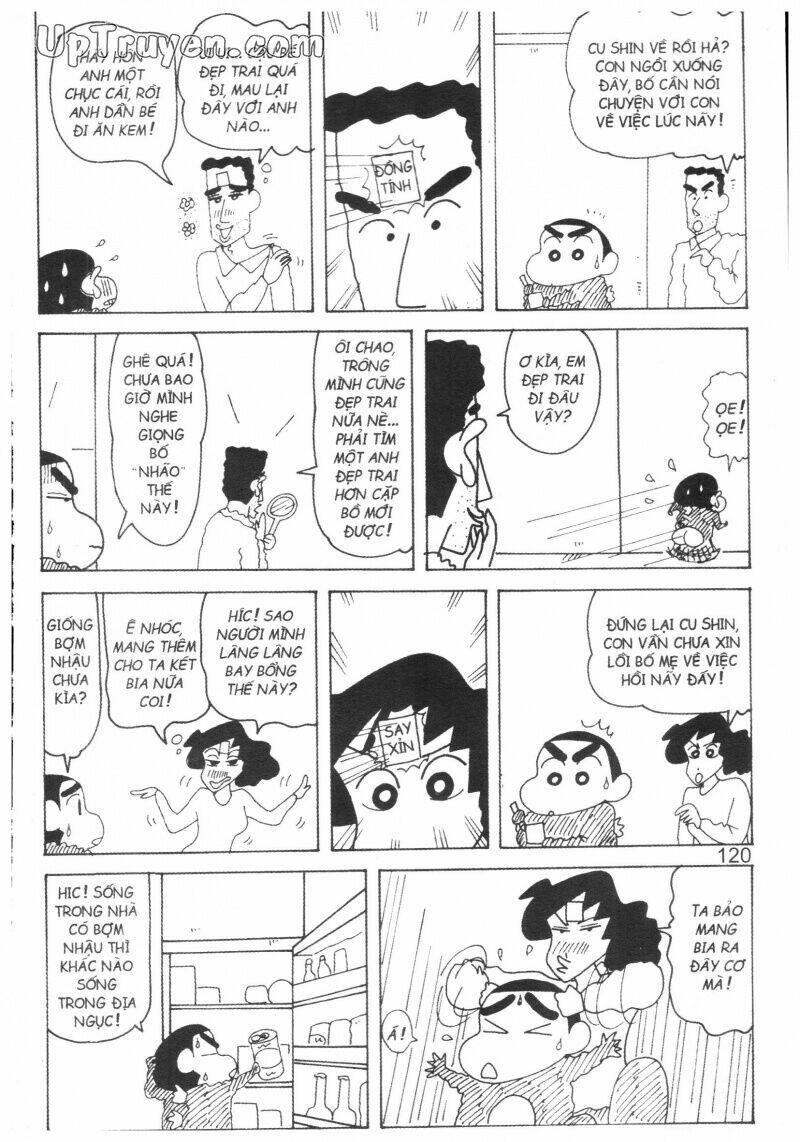 UpTruyen.com
CU SHIN VỀ RỒI HẢ?
CON NGỒI XUỐNG
ĐÂY, BỐ CẦN NÓI
CHUYỆN VỚI CON
VỀ VIỆC LÚC NÃY!
ĐỒNG
TÍNH
ĐẸP TRAI QUÁ
ĐI, MAU LẠI
ĐÂY VỚI ANH
NÀO...
HÃY HÔN
ANH MỘT
CHỤC CÁI, RỒI
ANH DẪN BÉ
ĐI ĂN KEM!
ỌE!
ỌE!
Ơ KÌA, EM
ĐẸP TRAI
ĐI ĐÂU
VẬY?
ÔI CHAO,
TRÔNG
MÌNH CŨNG
ĐẸP TRAI
NỮA NÈ...
PHẢI TÌM
MỘT ANH
ĐẸP TRAI
HƠN CẶP
BỒ MỚI
ĐƯỢC!
GHÊ QUÁ!
CHƯA BAO
GIỜ MÌNH
NGHE
GIỌNG
BỐ
"NHÃO"
THẾ
NÀY!
ĐỨNG LẠI CU SHIN,
CON VẪN CHƯA XIN
LỖI BỐ MẸ VỀ VIỆC
HỒI NÃY ĐẤY!
SAY
XỈN
HÍC! SAO
NGƯỜI MÌNH
LÂNG LÂNG
BAY BỔNG
THẾ NÀY?
Ê NHÓC,
MANG THÊM
CHO TA KẾT
BIA NỮA
COI!
GIỐNG
BỢM
NHẬU
CHƯA
KÌA?
120
TA BẢO
MANG
BIA RA
ĐÂY CƠ
MÀ!
Á!
HIC! SỐNG
TRONG NHÀ
CÓ BỢM
NHẬU THÌ
KHÁC NÀO
SỐNG
TRONG ĐỊA
NGỤC!